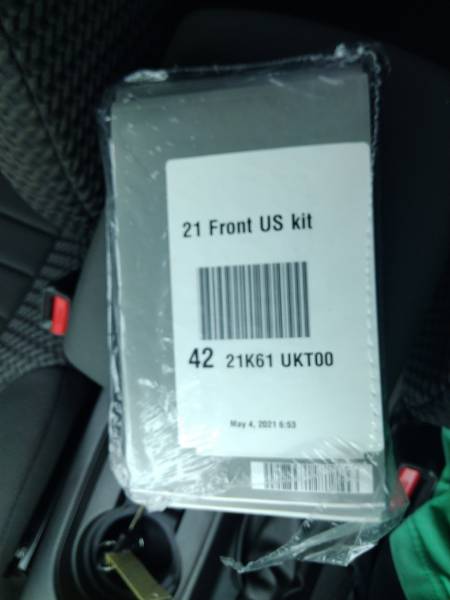 21 Front US kit
42 21K61 UKT00
May 4, 2021 6:53